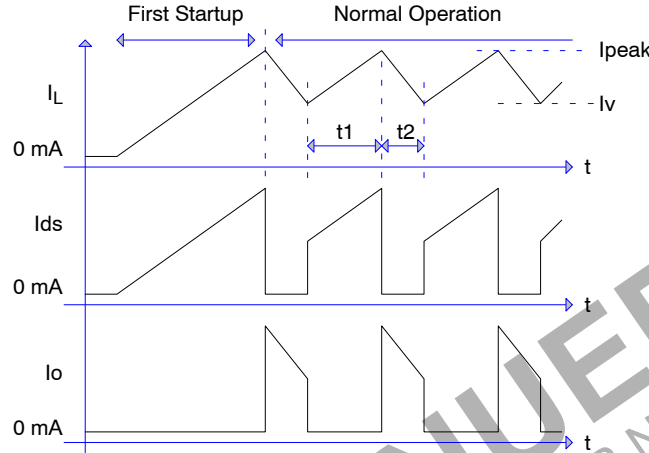 First Startup Normal Operation
Ipeak
IL
Iv
0 mA
t1 t2
t
Ids
0 mA
t
Io
0 mA
t